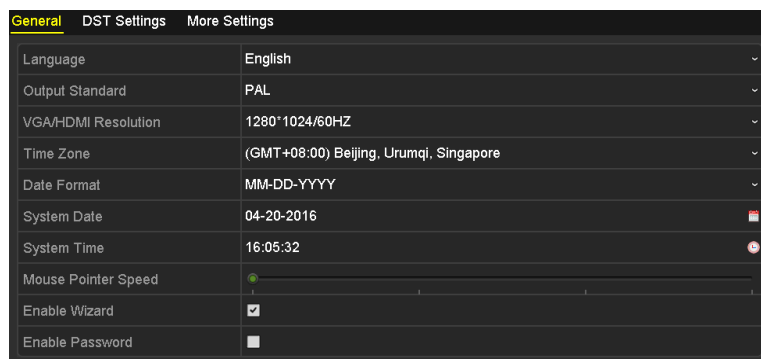 General DST Settings More Settings
Language English
Output Standard PAL
VGA/HDMI Resolution 1280*1024/60HZ
Time Zone (GMT+08:00) Beijing, Urumqi, Singapore
Date Format MM-DD-YYYY
System Date 04-20-2016
System Time 16:05:32
Mouse Pointer Speed
Enable Wizard
Enable Password